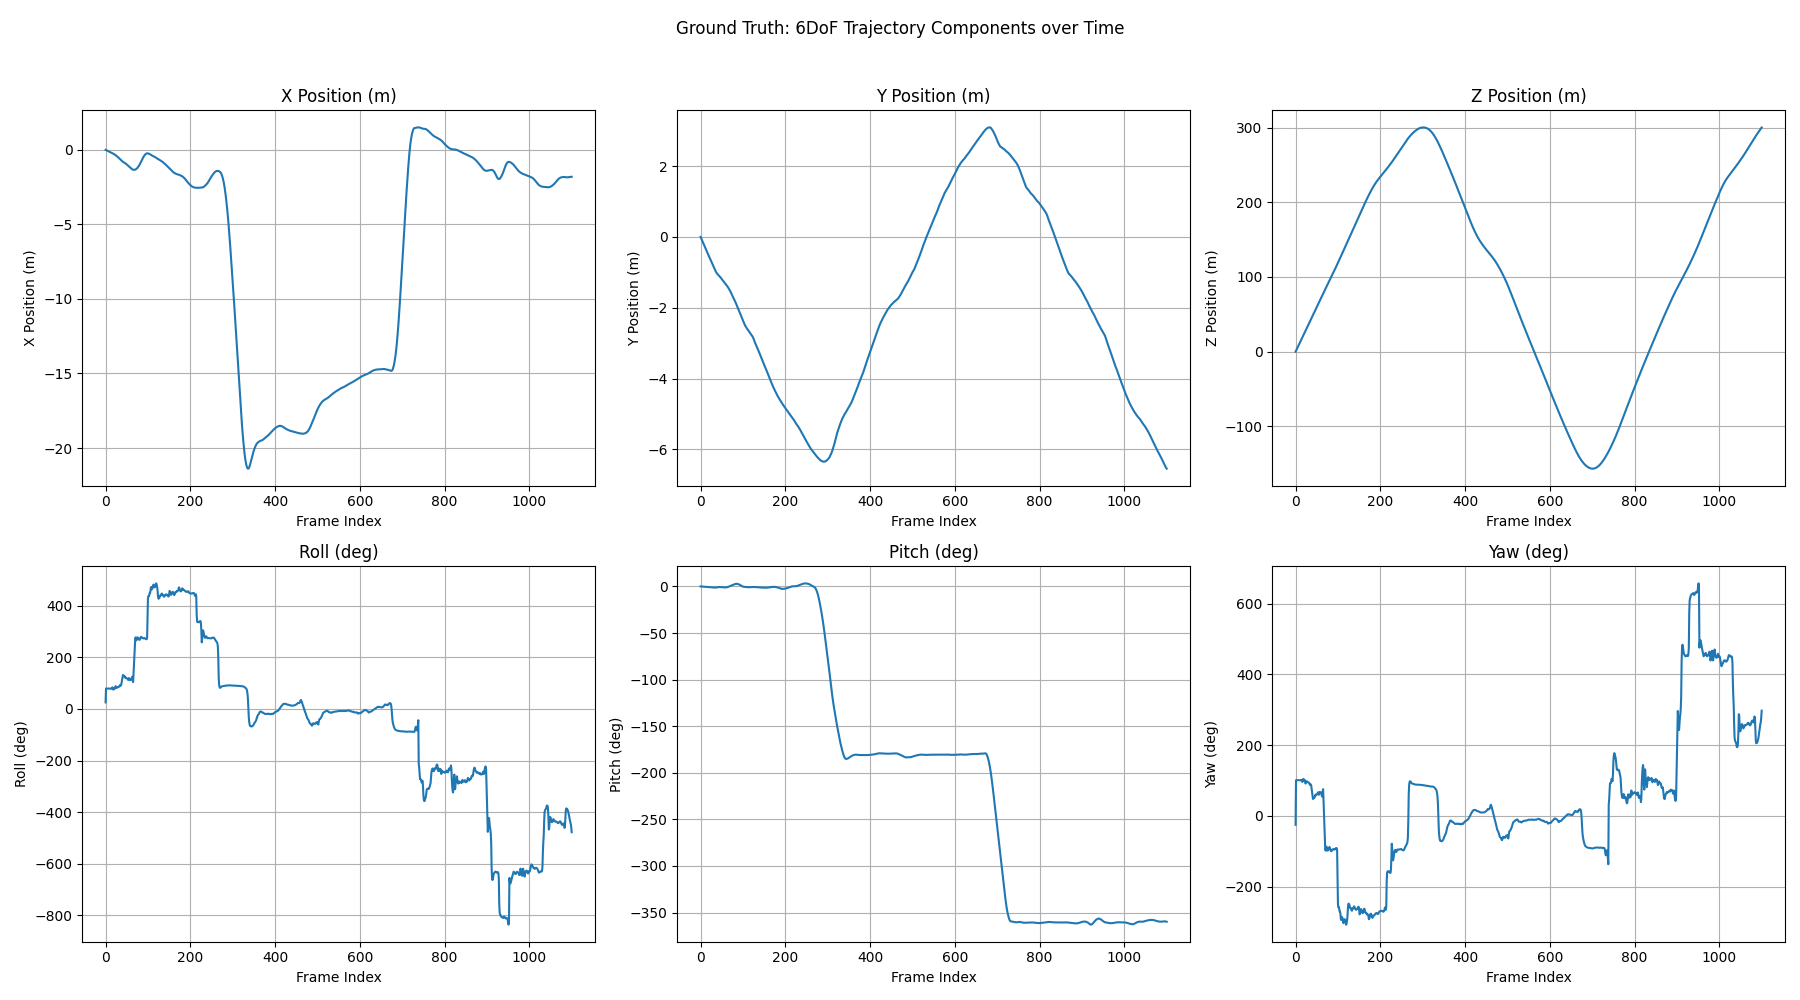 Ground Truth: 6DoF Trajectory Components over Time
X Position (m)
Y Position (m)
Z Position (m)
X Position (m)
0
−5
−10
−15
−20
0 200 400 600 800 1000
Frame Index
Y Position (m)
2
0
−2
−4
−6
0 200 400 600 800 1000
Frame Index
Z Position (m)
300
200
100
0
−100
0 200 400 600 800 1000
Frame Index
Roll (deg)
Pitch (deg)
Yaw (deg)
Roll (deg)
400
200
0
−200
−400
−600
−800
0 200 400 600 800 1000
Frame Index
Pitch (deg)
0
−50
−100
−150
−200
−250
−300
−350
0 200 400 600 800 1000
Frame Index
Yaw (deg)
600
400
200
0
−200
0 200 400 600 800 1000
Frame Index